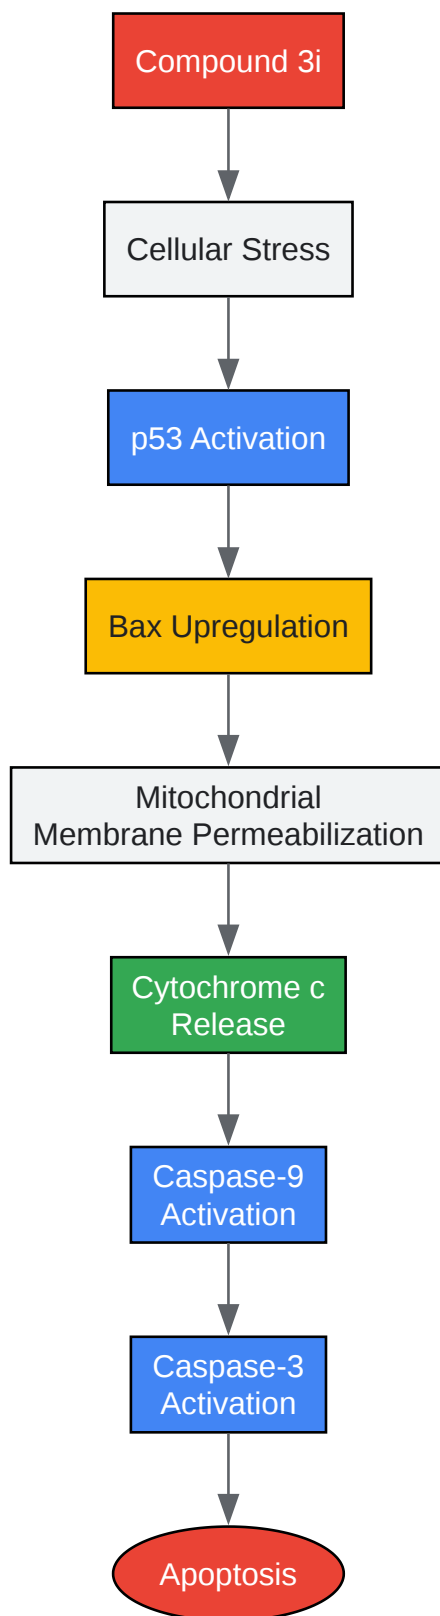 Compound 3i
Cellular Stress
p53 Activation
Bax Upregulation
Mitochondrial
Membrane Permeabilization
Cytochrome c
Release
Caspase-9
Activation
Caspase-3
Activation
Apoptosis